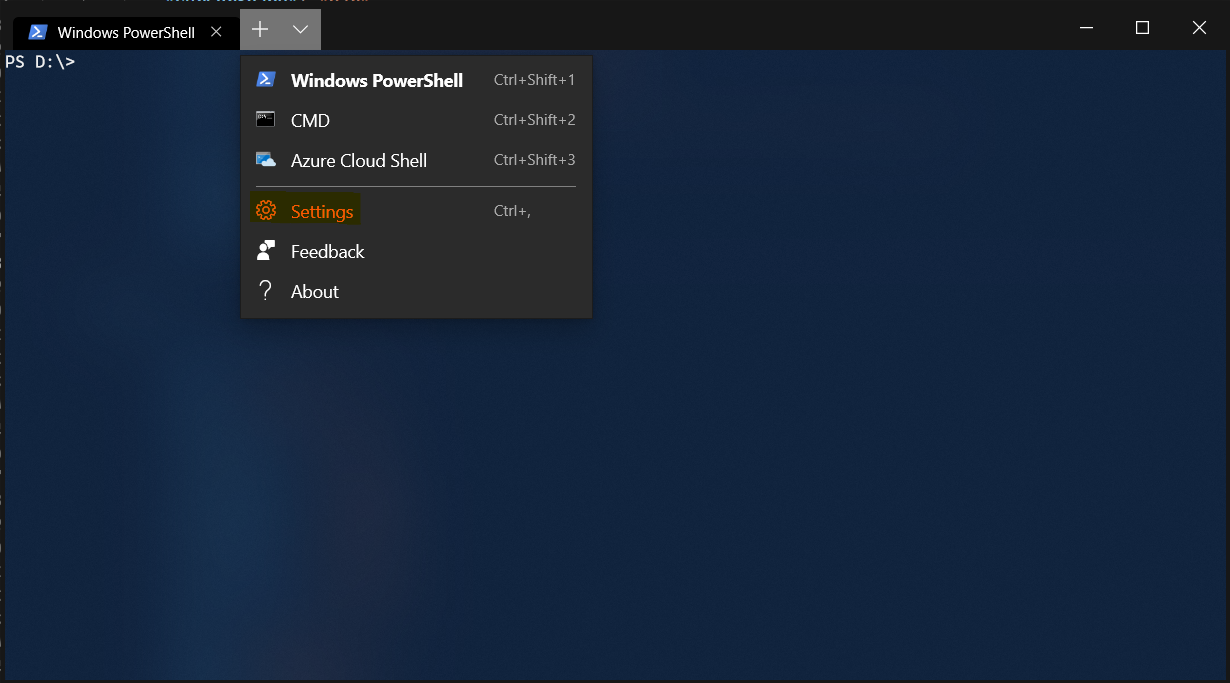 Windows PowerShell
PS D:\>
Windows PowerShell Ctrl+Shift+1
CMD Ctrl+Shift+2
Azure Cloud Shell Ctrl+Shift+3
Settings Ctrl+,
Feedback
About